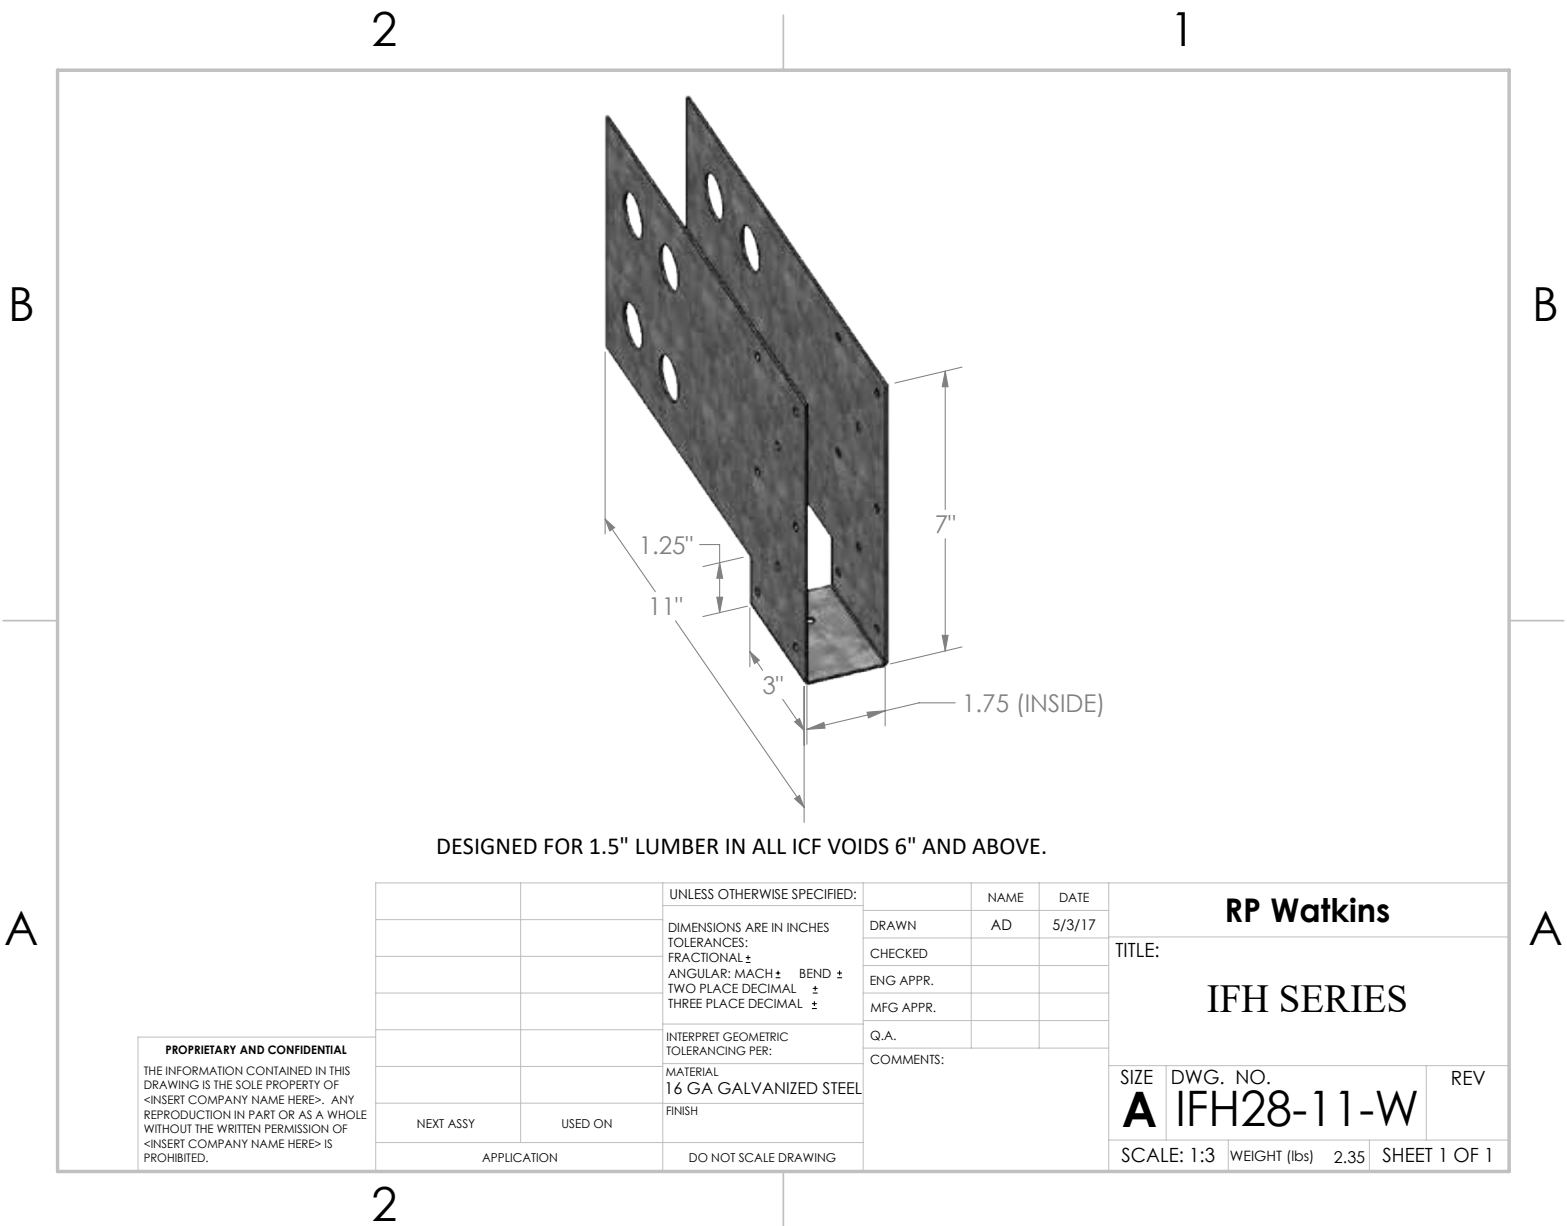 2
1
B
B
1.25"
11"
3"
7"
1.75 (INSIDE)
DESIGNED FOR 1.5" LUMBER IN ALL ICF VOIDS 6" AND ABOVE.
A
A
PROPRIETARY AND CONFIDENTIAL
THE INFORMATION CONTAINED IN THIS
DRAWING IS THE SOLE PROPERTY OF
<INSERT COMPANY NAME HERE>.  ANY
REPRODUCTION IN PART OR AS A WHOLE
WITHOUT THE WRITTEN PERMISSION OF
<INSERT COMPANY NAME HERE> IS
PROHIBITED.
NEXT ASSY
USED ON
APPLICATION
UNLESS OTHERWISE SPECIFIED:
DIMENSIONS ARE IN INCHES
TOLERANCES:
FRACTIONAL ±
ANGULAR: MACH ± BEND ±
TWO PLACE DECIMAL ±
THREE PLACE DECIMAL ±
INTERPRET GEOMETRIC
TOLERANCING PER:
MATERIAL
16 GA GALVANIZED STEEL
FINISH
DO NOT SCALE DRAWING
NAME
DATE
DRAWN AD 5/3/17
CHECKED
ENG APPR.
MFG APPR.
Q.A.
COMMENTS:
RP Watkins
TITLE:
IFH SERIES
SIZE
A
DWG. NO.
IFH28-11-W
REV
SCALE: 1:3
WEIGHT (lbs) 2.35
SHEET 1 OF 1
2